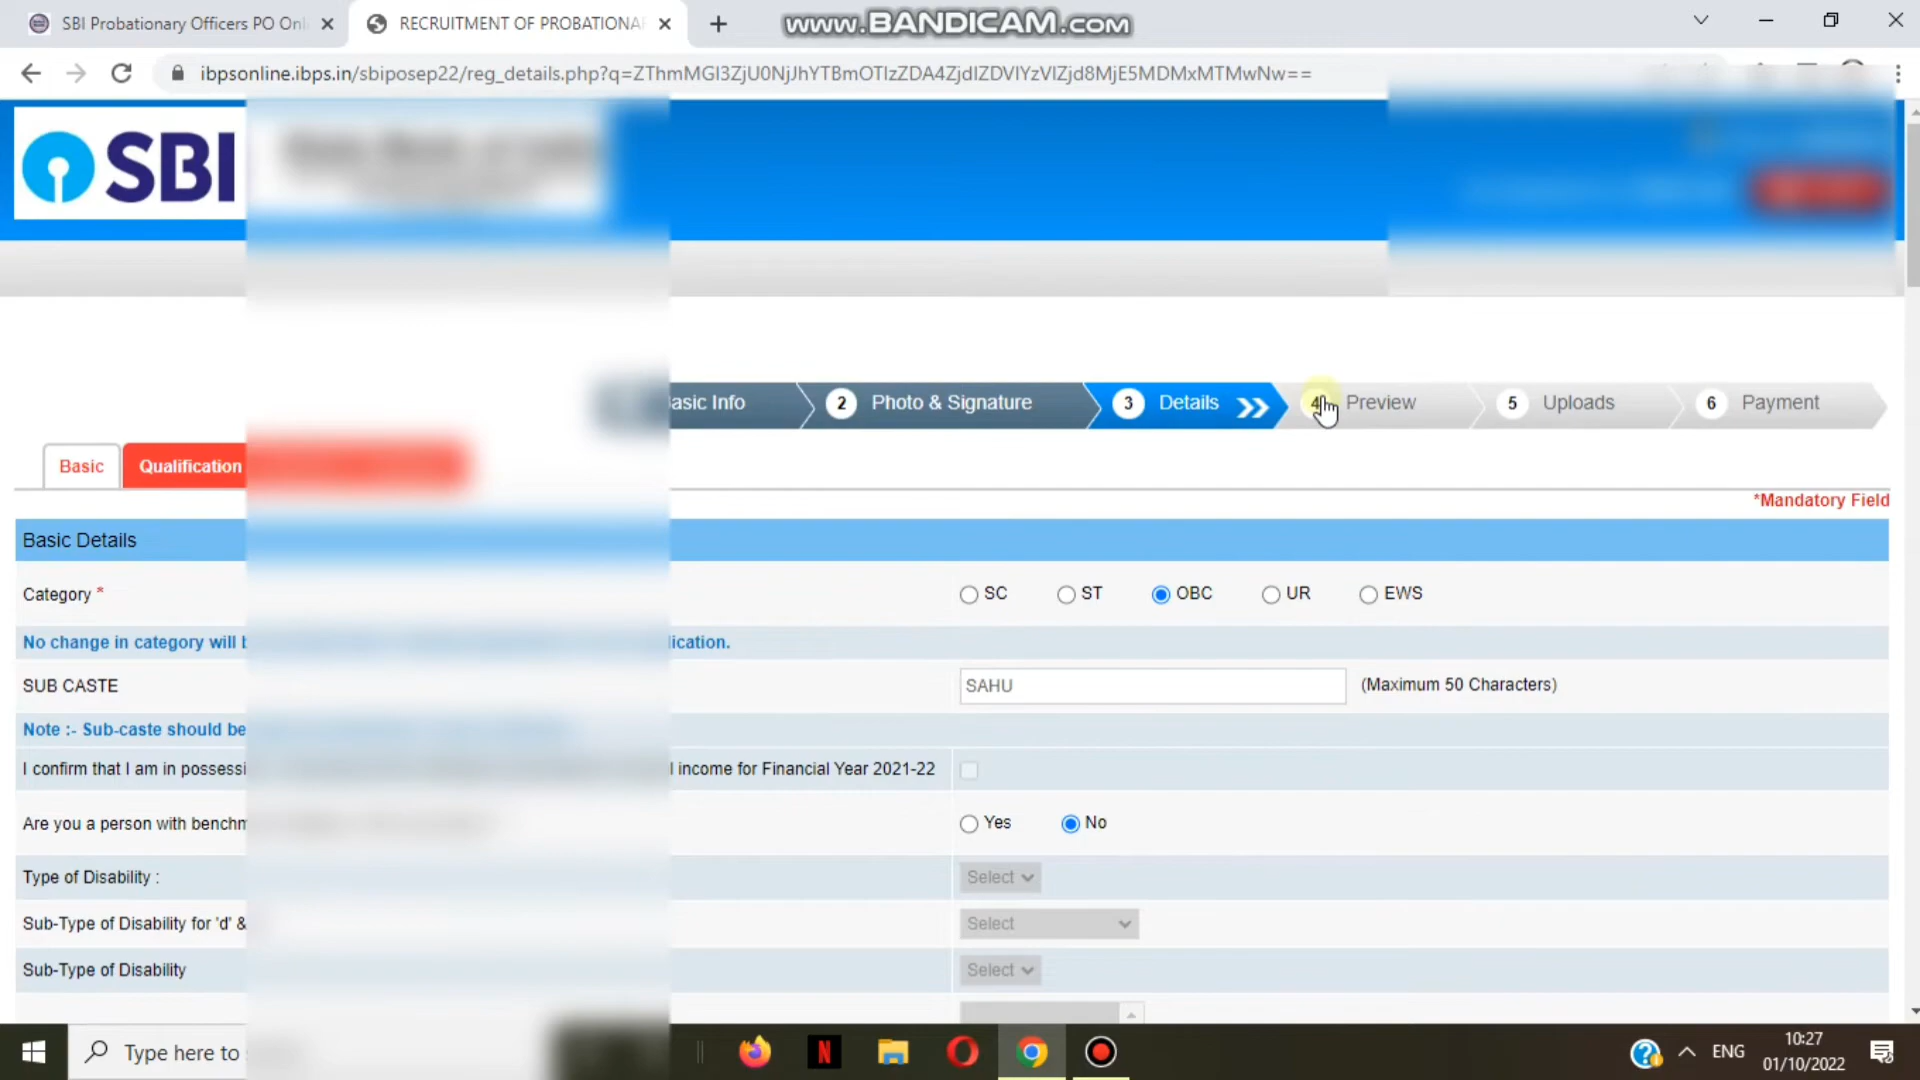 SBI Probationary Officers PO Onl
RECRUITMENT OF PROBATIONA
www.BANDICAM.com
ibpsonline.ibps.in/sbiposep22/reg_details.php?q=ZThmMGI3ZjU0NjJhYTBmOTIzZDA4ZjdlZDVlYzVlZjd8MjE5MDMxMTMwNw==
SBI
asic Info
2 Photo & Signature
3 Details
4 Preview
5 Uploads
6 Payment
Basic
Qualification
*Mandatory Field
Basic Details
Category *
SC ST OBC UR EWS
No change in category will b lication.
SUB CASTE
SAHU
(Maximum 50 Characters)
Note :- Sub-caste should be
I confirm that I am in possessi l income for Financial Year 2021-22
Are you a person with benchm
Yes No
Type of Disability :
Select
Sub-Type of Disability for 'd' &
Select
Sub-Type of Disability
Select
Type here to
N
ENG
10:27
01/10/2022